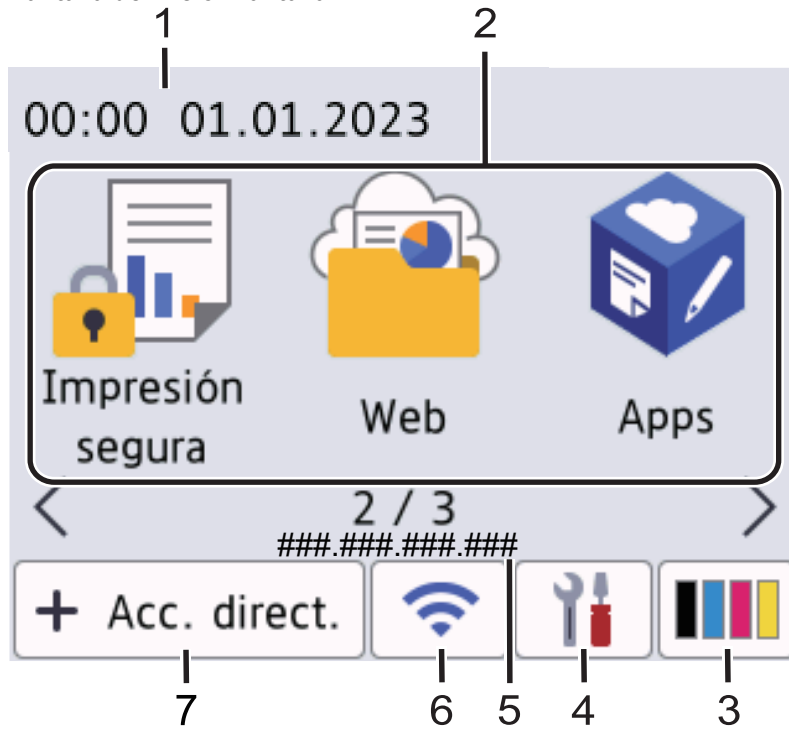 1 2
00:00 01.01.2023
Impresión
segura
Web
Apps
< 2 / 3 >
###.###.###.###
+ Acc. direct.
7 6 5 4 3